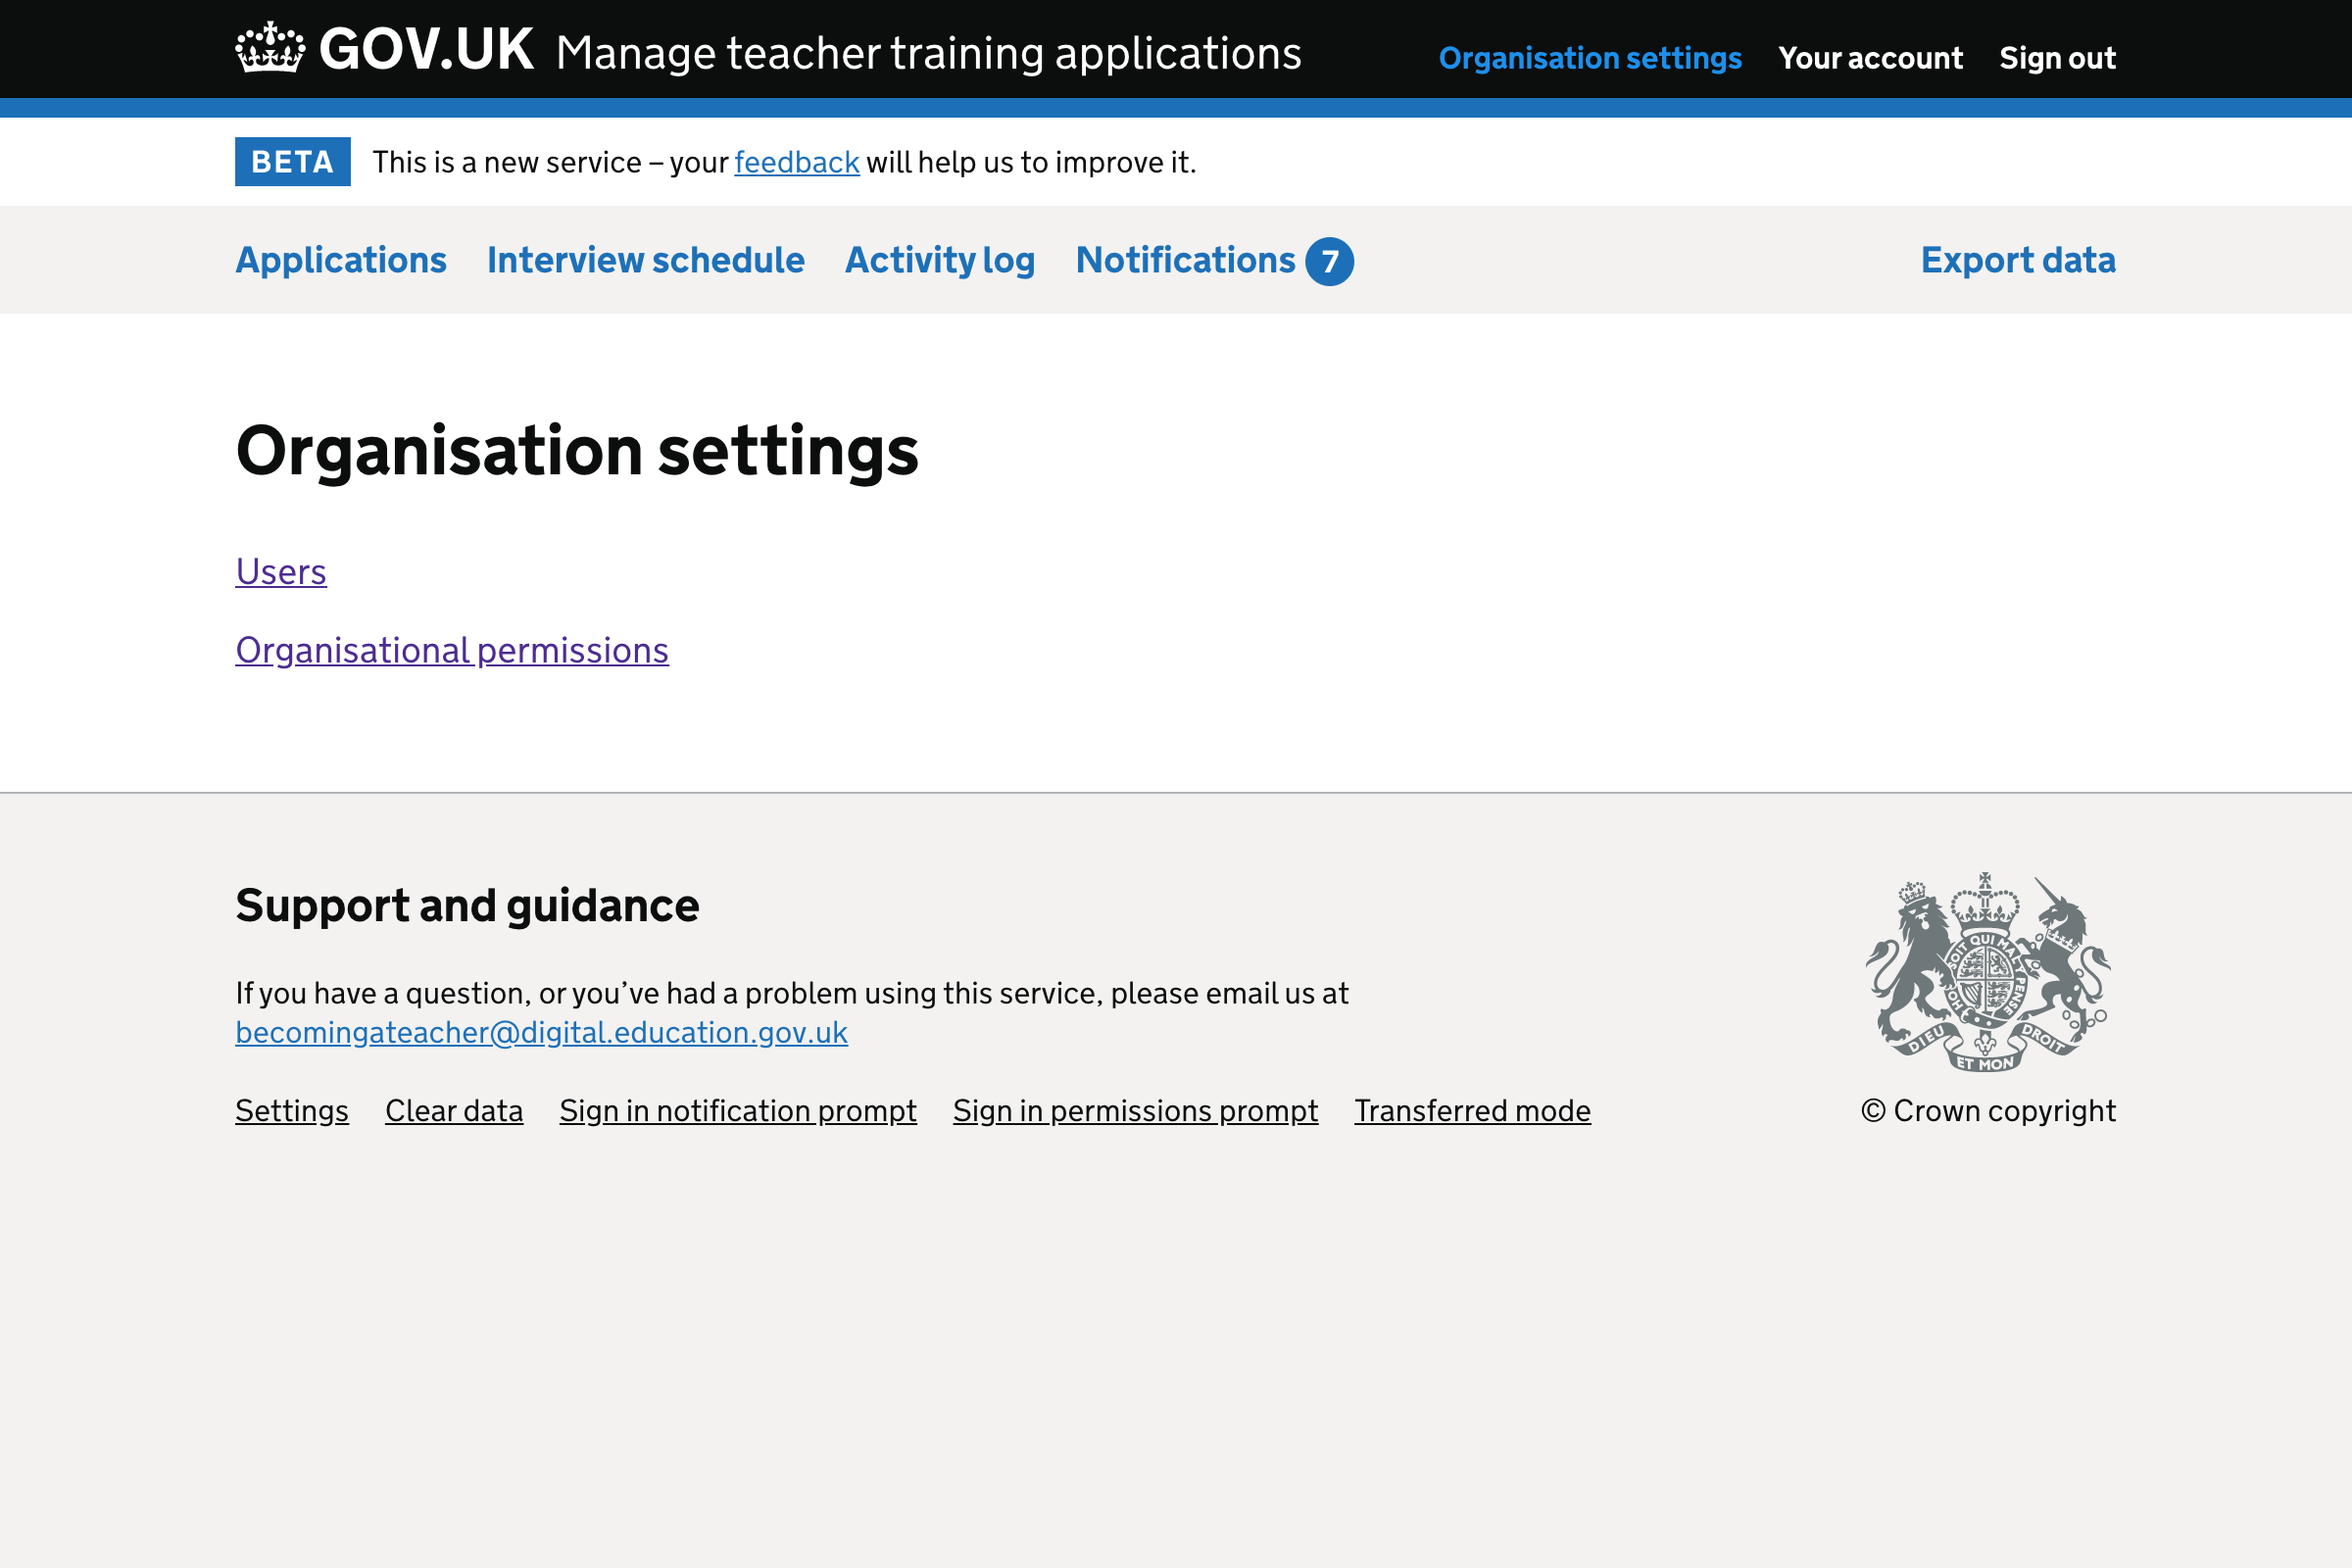 GOV.UK Manage teacher training applications Organisation settings Your account Sign out
BETA This is a new service – your feedback will help us to improve it.
Applications Interview schedule Activity log Notifications 7 Export data
Organisation settings
Users
Organisational permissions
Support and guidance
If you have a question, or you’ve had a problem using this service, please email us at
becomingateacher@digital.education.gov.uk
HONI SOIT QUI MAL Y PENSE
DIEU ET MON DROIT
Settings Clear data Sign in notification prompt Sign in permissions prompt Transferred mode © Crown copyright